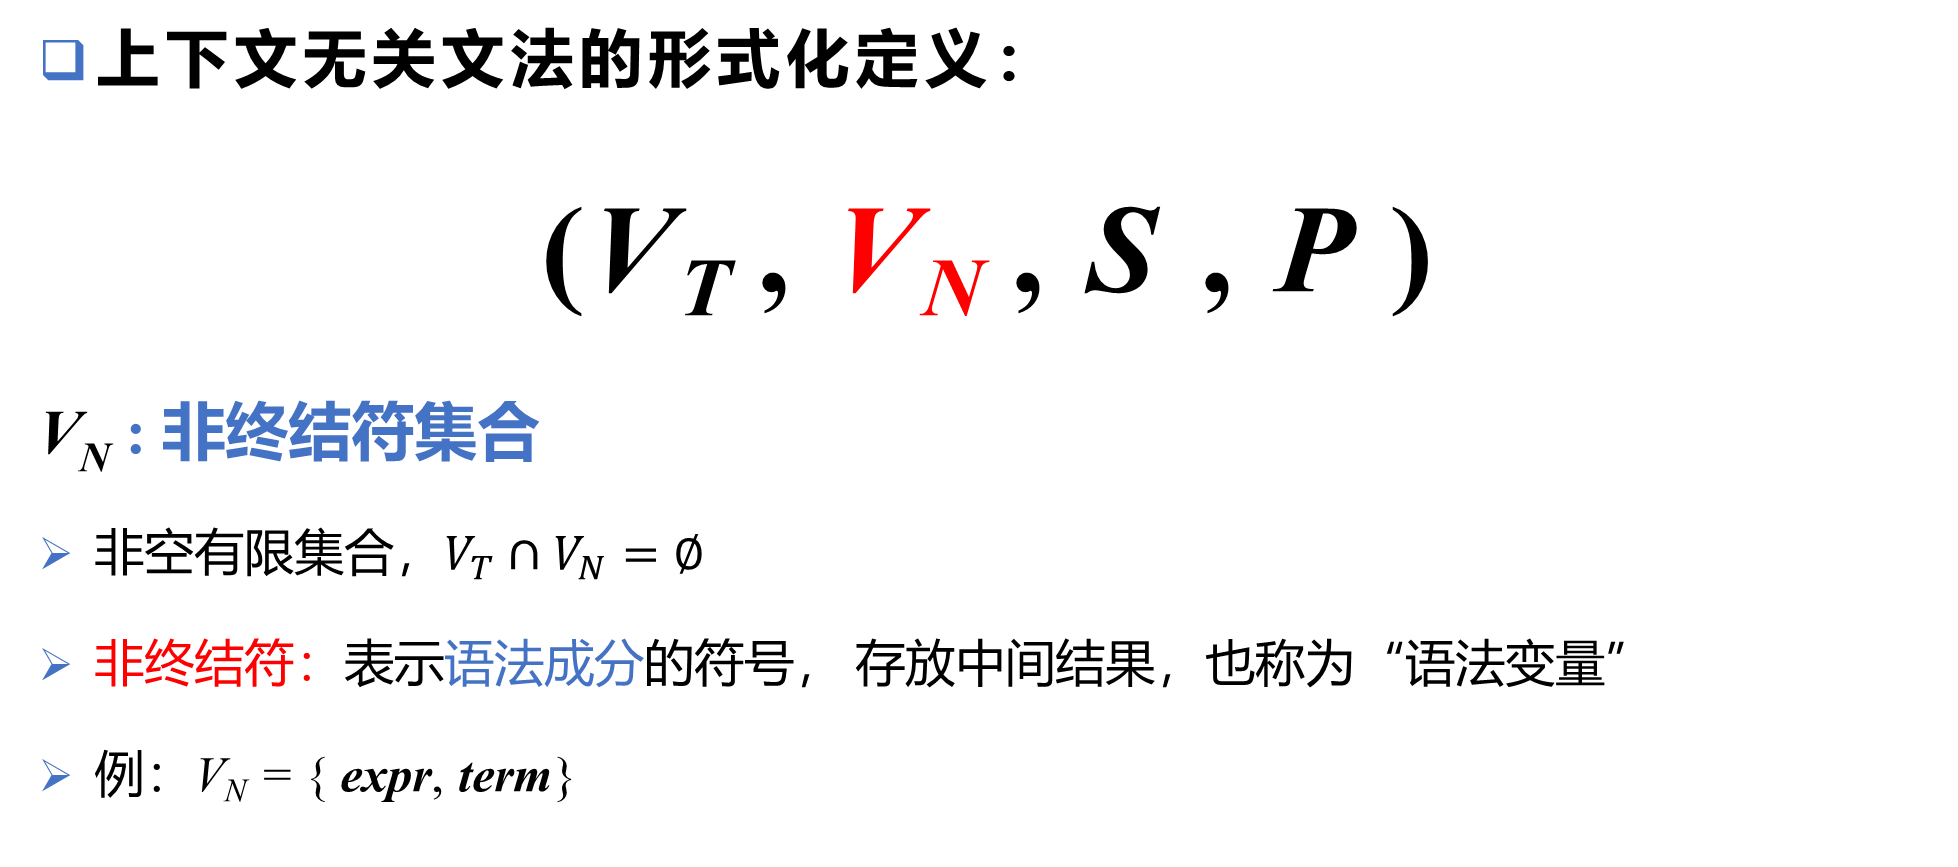 上下文无关文法的形式化定义：
(V_T , V_N , S , P )
V_N : 非终结符集合
非空有限集合，V_T ∩ V_N = ∅
非终结符：表示语法成分的符号， 存放中间结果，也称为“语法变量”
例：V_N = { expr, term}